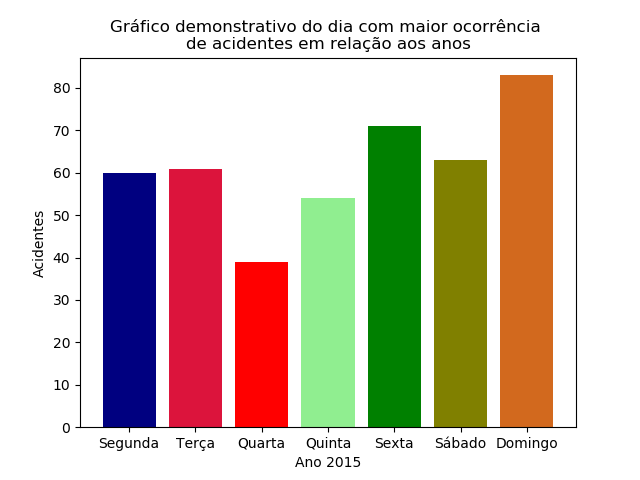 Gráfico demonstrativo do dia com maior ocorrência
de acidentes em relação aos anos
80
70
60
50
40
30
20
10
0
Acidentes
Segunda Terça Quarta Quinta Sexta Sábado Domingo
Ano 2015